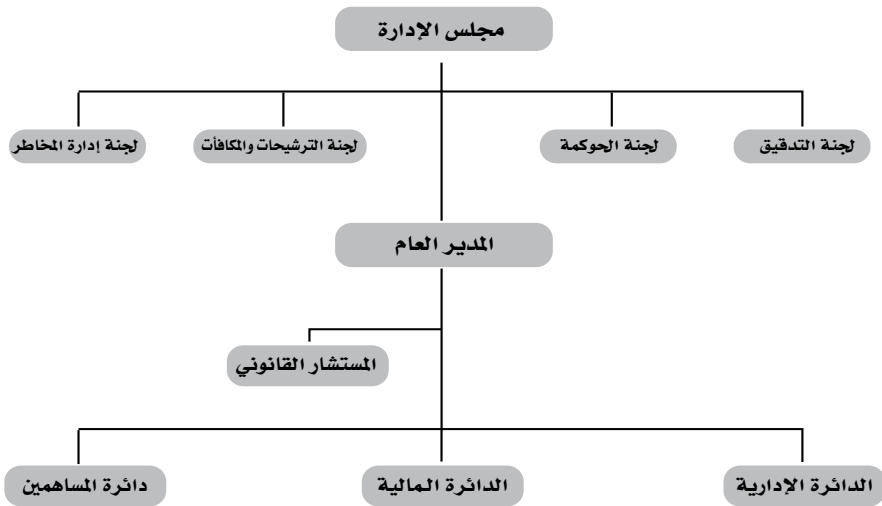 مجلس الإدارة
لجنة التدقيق
لجنة الحوكمة
لجنة الترشيحات والمكافأت
لجنة إدارة المخاطر
المدير العام
المستشار القانوني
الدائرة الإدارية
الدائرة المالية
دائرة المساهمين